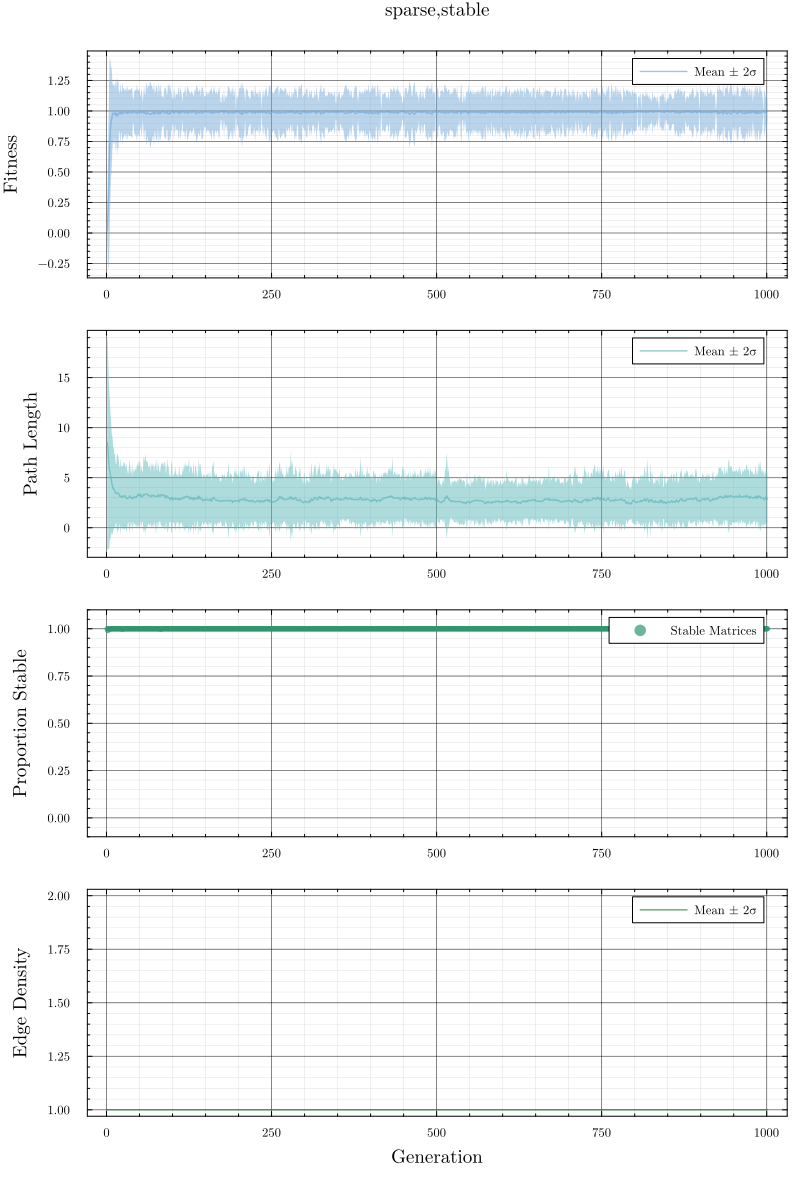 sparse,stable
Fitness
1.25
1.00
0.75
0.50
0.25
0.00
−0.25
Mean ± 2σ
0 250 500 750 1000
Path Length
15
10
5
0
Mean ± 2σ
0 250 500 750 1000
Proportion Stable
1.00
0.75
0.50
0.25
0.00
Stable Matrices
0 250 500 750 1000
Edge Density
2.00
1.75
1.50
1.25
1.00
Mean ± 2σ
0 250 500 750 1000
Generation